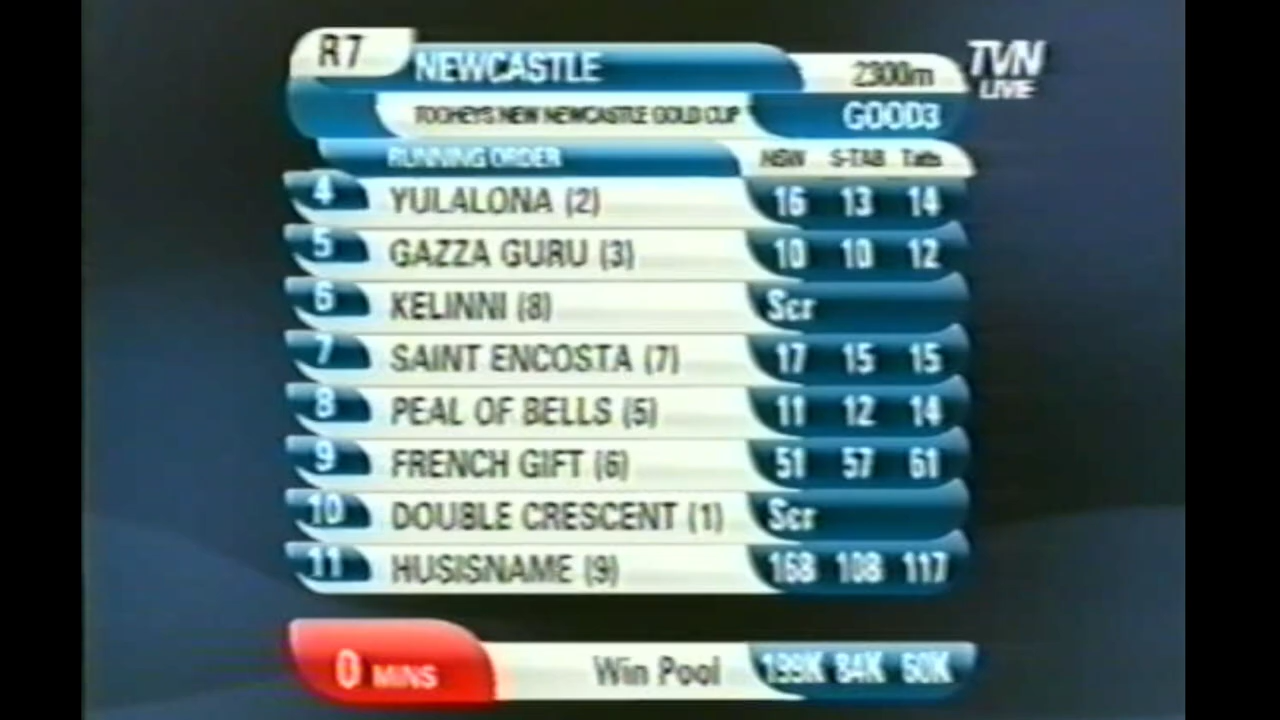 R7 NEWCASTLE 2300m TVN LIVE
TOOHEYS NEW NEWCASTLE GOLD CUP GOOD3
RUNNING ORDER NSW S-TAB Tatts
4 YULALONA (2) 16 13 14
5 GAZZA GURU (3) 10 10 12
6 KELINNI (8) Scr
7 SAINT ENCOSTA (7) 17 15 15
8 PEAL OF BELLS (5) 11 12 14
9 FRENCH GIFT (6) 51 57 61
10 DOUBLE CRESCENT (1) Scr
11 HUSISNAME (9) 168 108 117
0 MINS Win Pool 199K 84K 60K